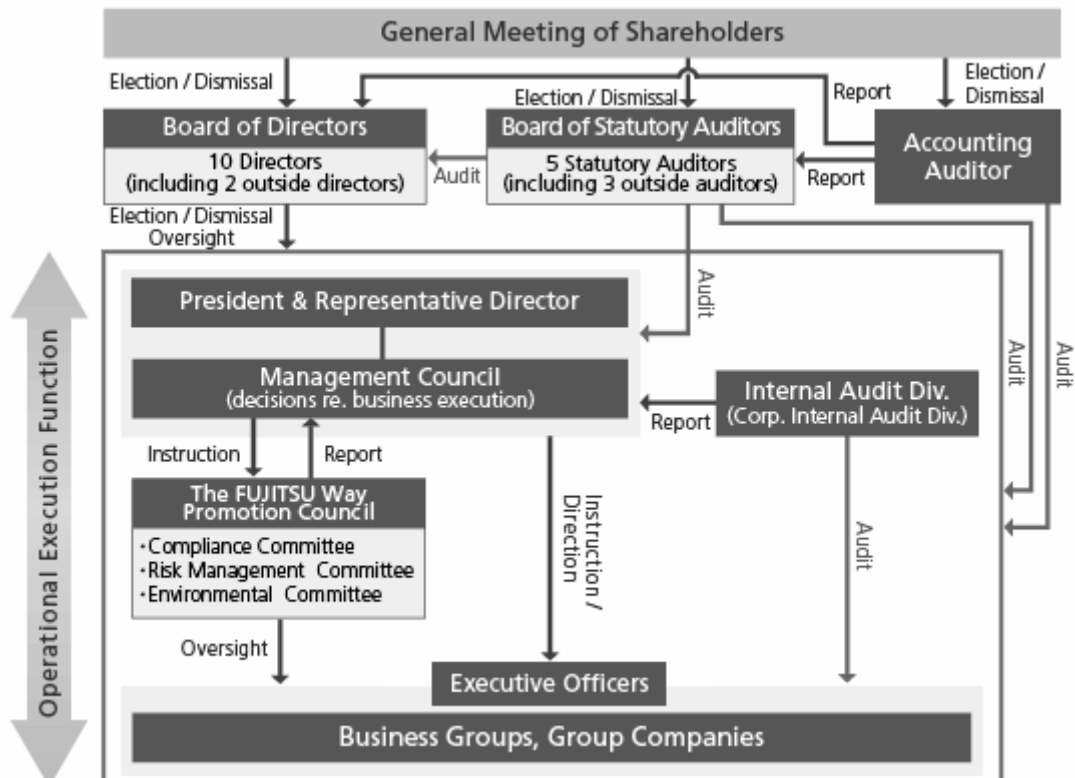 General Meeting of Shareholders
Election / Dismissal
Election / Dismissal
Report
Election /
Dismissal
Board of Directors
10 Directors
(including 2 outside directors)
Audit
Board of Statutory Auditors
5 Statutory Auditors
(including 3 outside auditors)
Report
Accounting
Auditor
Election / Dismissal
Oversight
Operational Execution Function
President & Representative Director
Audit
Audit
Audit
Management Council
(decisions re. business execution)
Report
Internal Audit Div.
(Corp. Internal Audit Div.)
Instruction
Report
The FUJITSU Way
Promotion Council
・Compliance Committee
・Risk Management Committee
・Environmental Committee
Instruction /
Direction
Audit
Oversight
Executive Officers
Business Groups, Group Companies